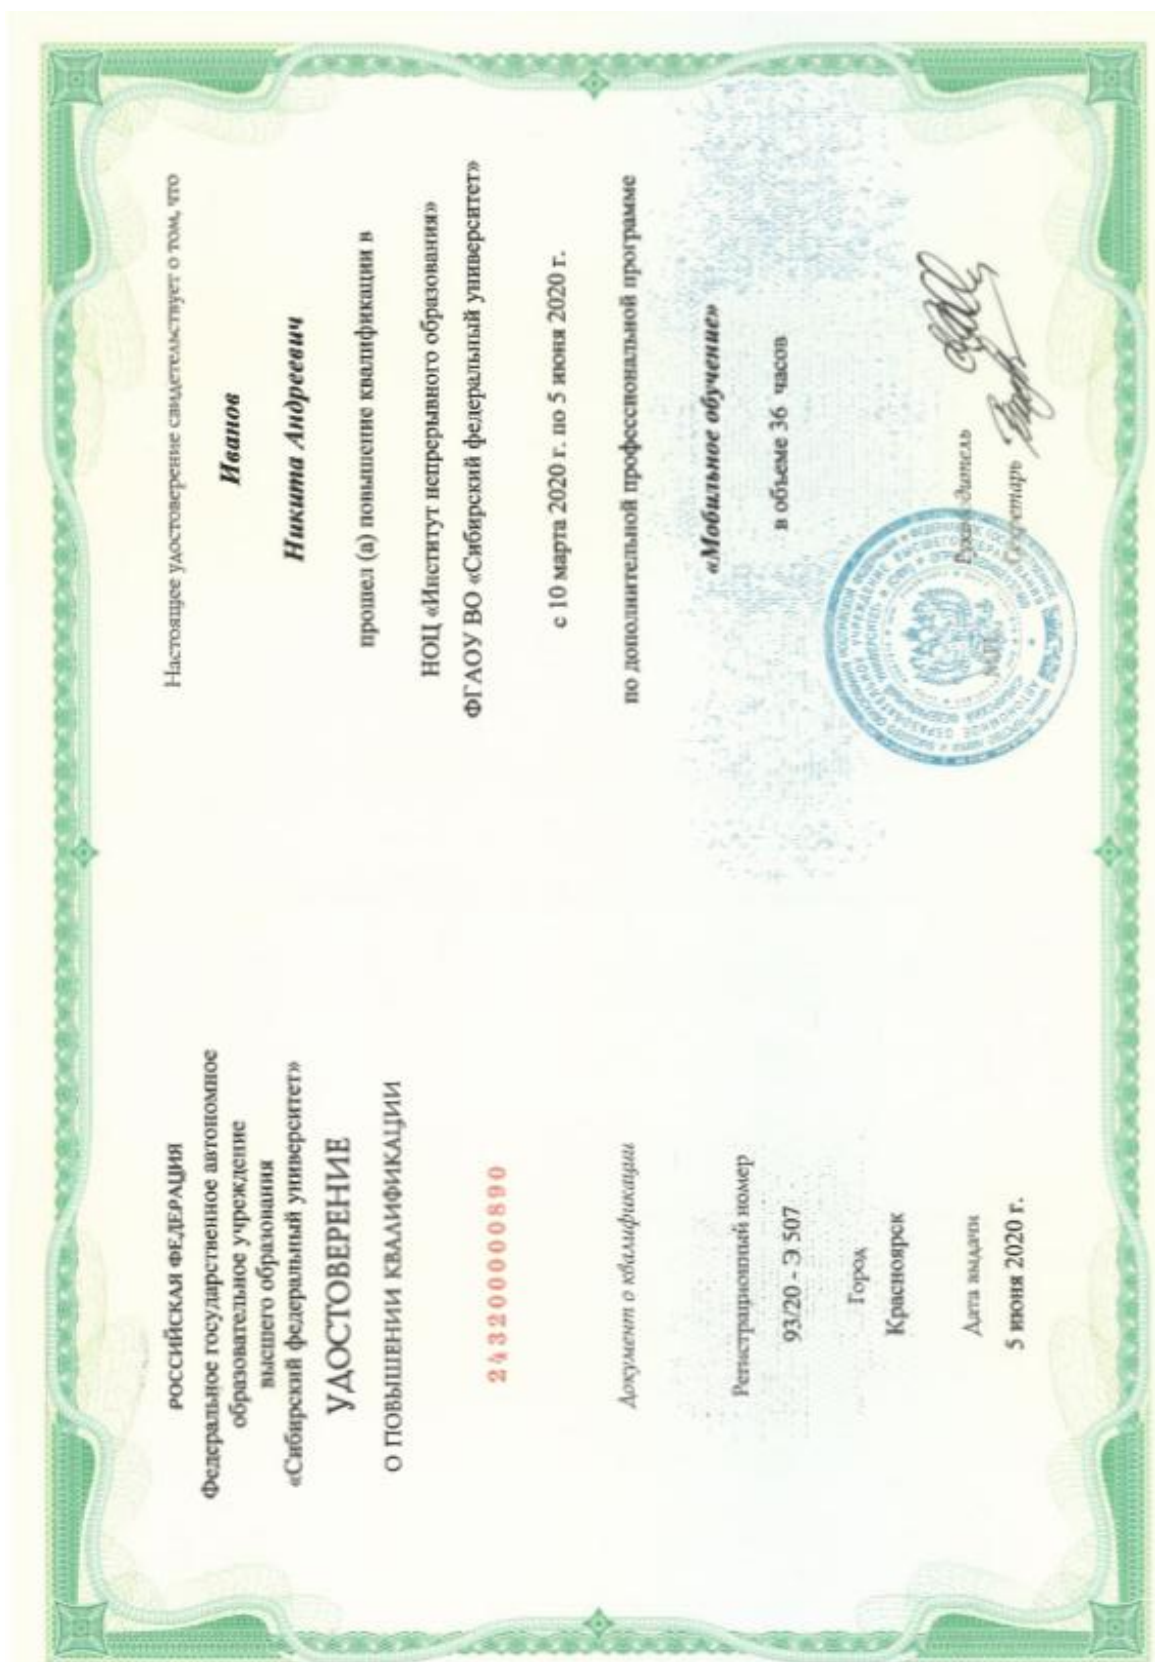 РОССИЙСКАЯ ФЕДЕРАЦИЯ
Федеральное государственное автономное
образовательное учреждение
высшего образования
«Сибирский федеральный университет»
УДОСТОВЕРЕНИЕ
О ПОВЫШЕНИИ КВАЛИФИКАЦИИ
243200000890
Документ о квалификации
Регистрационный номер
93/20 - Э 507
Город
Красноярск
Дата выдачи
5 июня 2020 г.
Настоящее удостоверение свидетельствует о том, что
Иванов
Никита Андреевич
прошел (а) повышение квалификации в
НОЦ «Институт непрерывного образования»
ФГАОУ ВО «Сибирский федеральный университет»
с 10 марта 2020 г. по 5 июня 2020 г.
по дополнительной профессиональной программе
«Мобильное обучение»
в объеме 36 часов
Руководитель
М.П.
Секретарь